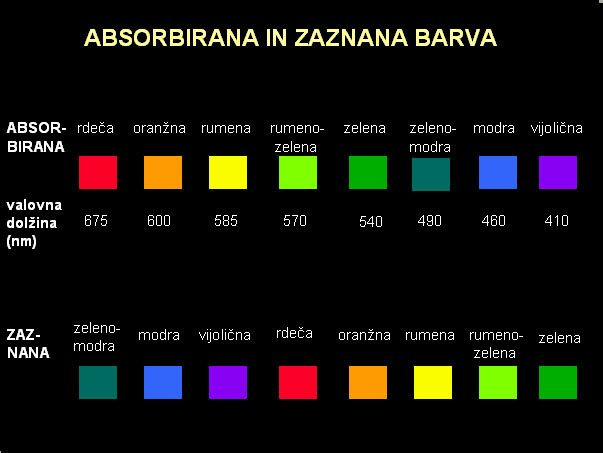 ABSORBIRANA IN ZAZNANA BARVA
ABSOR-
BIRANA
rdeča oranžna rumena rumeno-
zelena
zelena zeleno-
modra
modra vijolična
valovna
dolžina
(nm)
675 600 585 570 540 490 460 410
ZAZ-
NANA
zeleno-
modra
modra vijolična rdeča oranžna rumena rumeno-
zelena
zelena